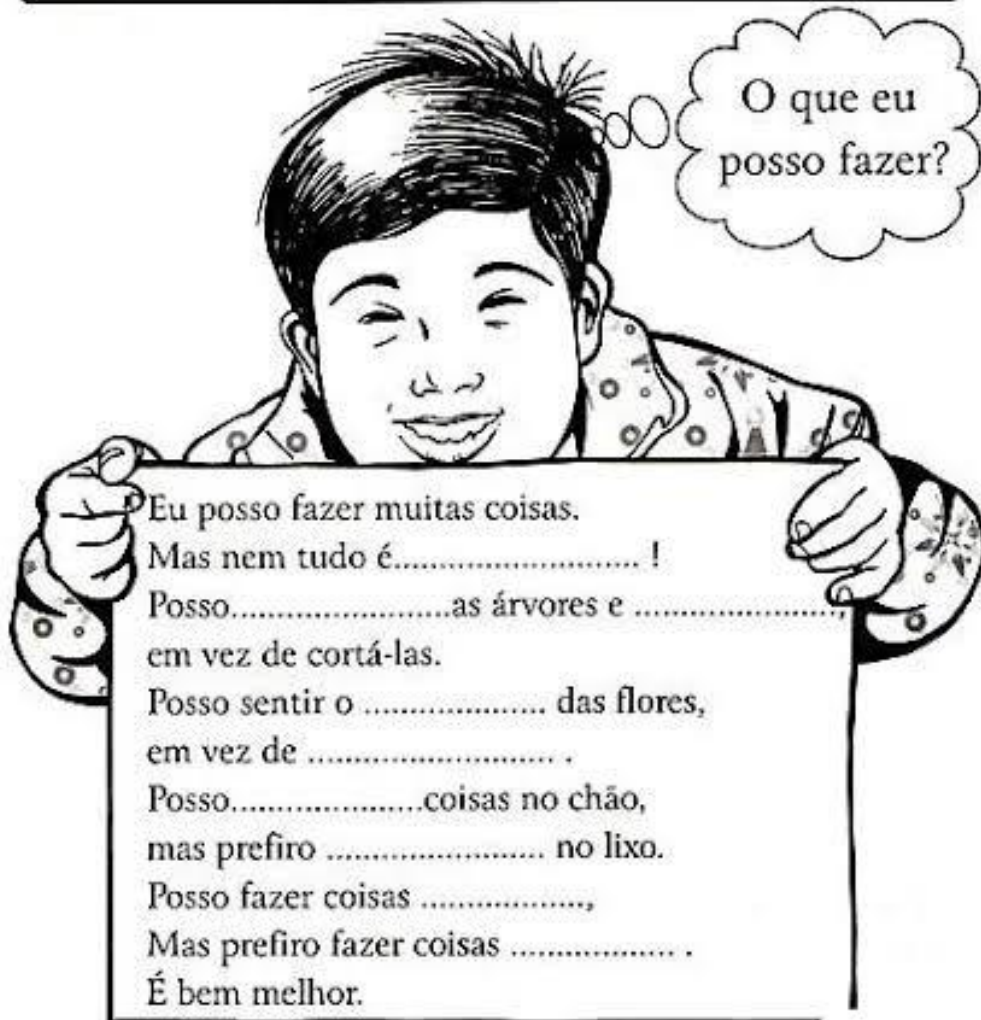 O que eu
posso fazer?
Eu posso fazer muitas coisas.
Mas nem tudo é............................ !
Posso.........................as árvores e ........................,
em vez de cortá-las.
Posso sentir o ..................... das flores,
em vez de ............................ .
Posso......................coisas no chão,
mas prefiro ......................... no lixo.
Posso fazer coisas ...................,
Mas prefiro fazer coisas ................... .
É bem melhor.